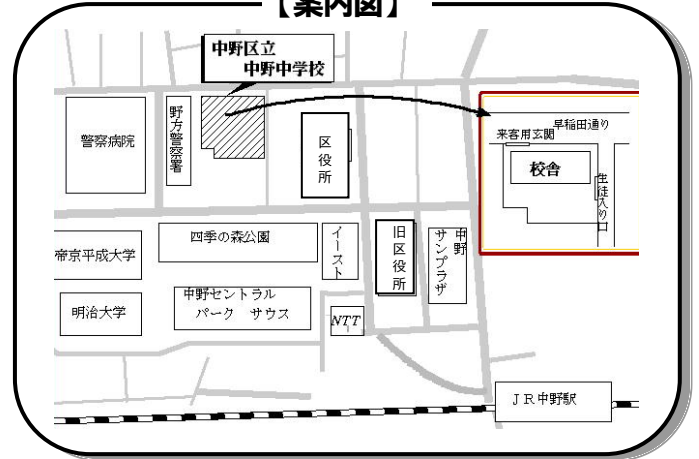 【案内図】
中野区立
中野中学校
警察病院
野方警察署
区役所
早稲田通り
来客用玄関
校舎
生徒入り口
帝京平成大学
四季の森公園
イースト
旧区役所
中野
サンプラザ
明治大学
中野セントラル
パーク サウス
NTT
JR中野駅